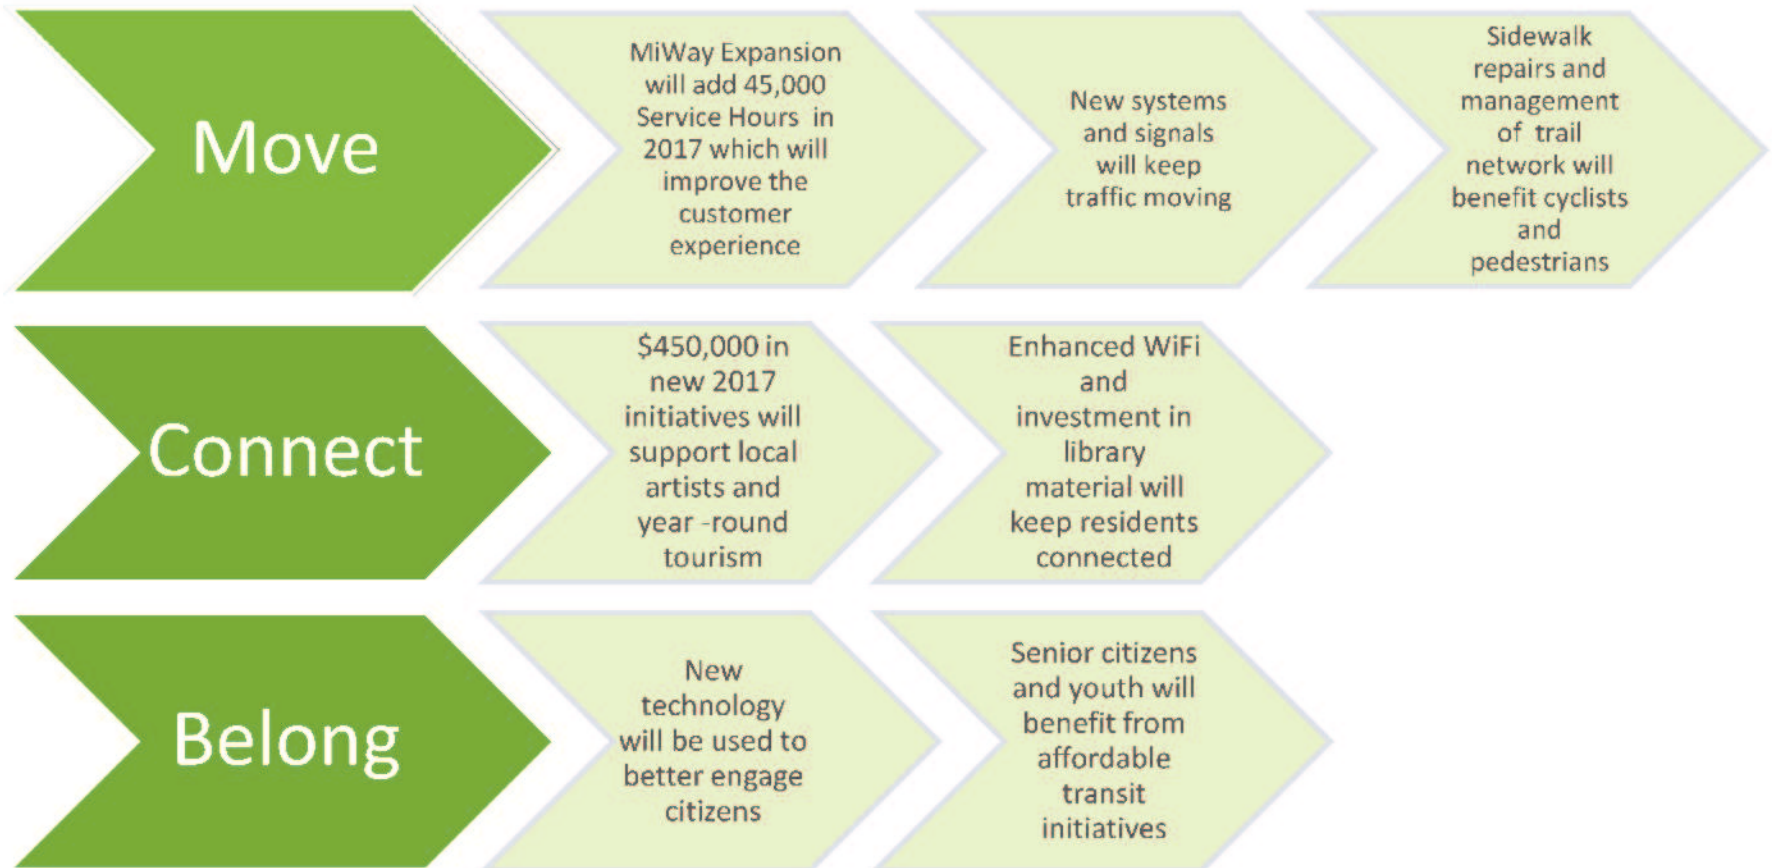 Move
MiWay Expansion
will add 45,000
Service Hours in
2017 which will
improve the
customer
experience
New systems
and signals
will keep
traffic moving
Sidewalk
repairs and
management
of trail
network will
benefit cyclists
and
pedestrians
Connect
$450,000 in
new 2017
initiatives will
support local
artists and
year -round
tourism
Enhanced WiFi
and
investment in
library
material will
keep residents
connected
Belong
New
technology
will be used to
better engage
citizens
Senior citizens
and youth will
benefit from
affordable
transit
initiatives